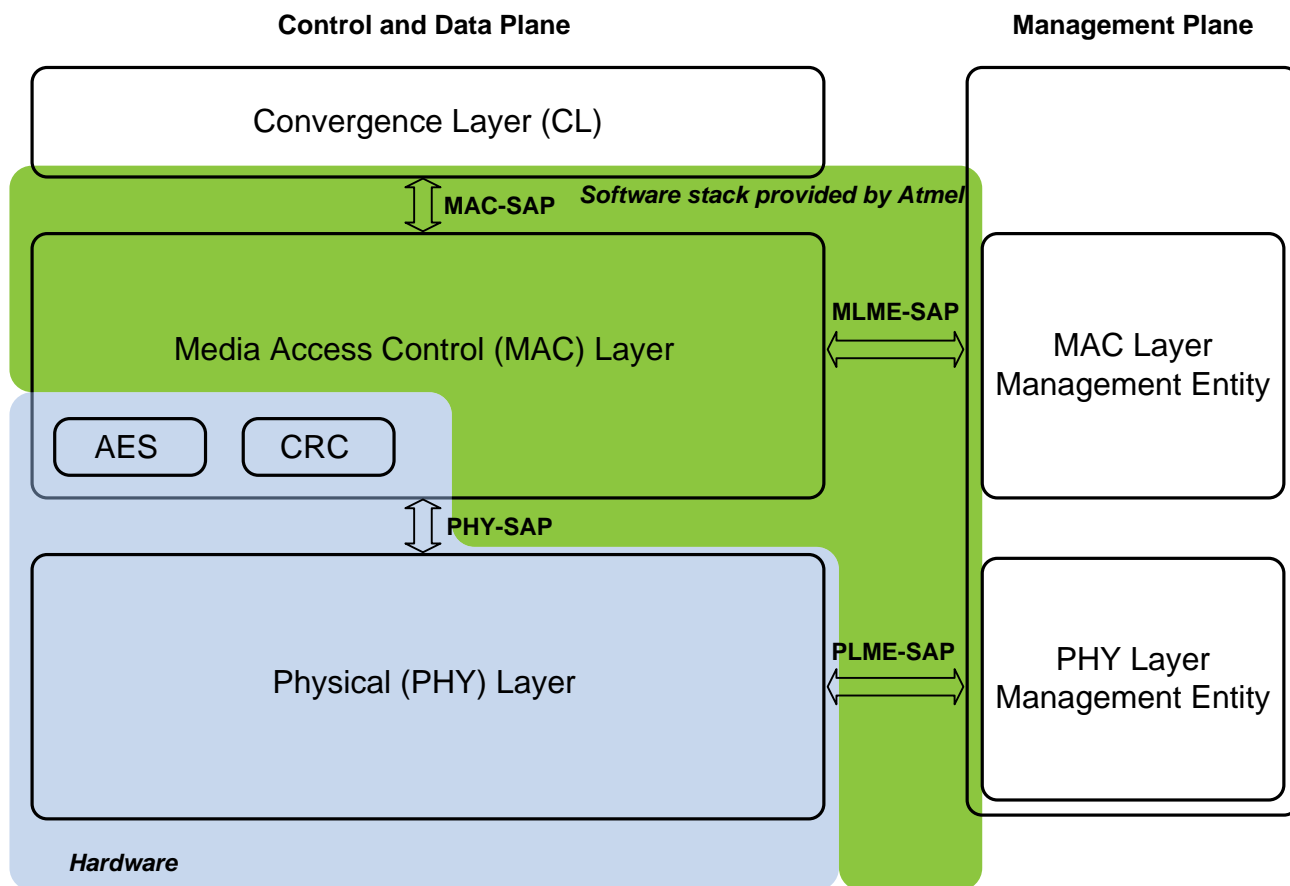 Control and Data Plane
Management Plane
Convergence Layer (CL)
MAC-SAP
Software stack provided by Atmel
Media Access Control (MAC) Layer
MLME-SAP
MAC Layer
Management Entity
AES
CRC
PHY-SAP
Physical (PHY) Layer
PLME-SAP
PHY Layer
Management Entity
Hardware